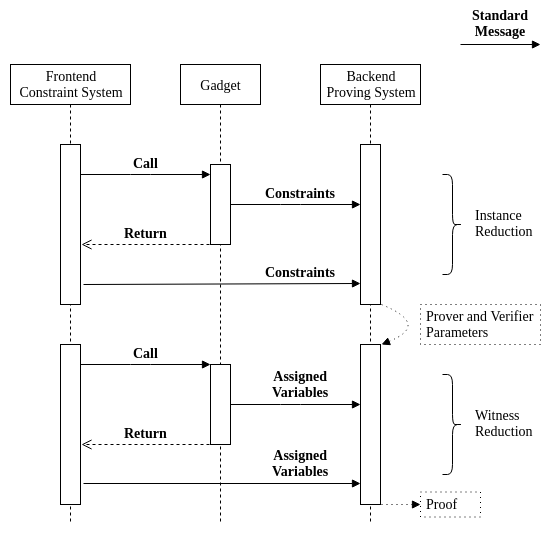 Standard
Message
Frontend
Constraint System
Gadget
Backend
Proving System
Call
Constraints
Return
Constraints
Instance
Reduction
Prover and Verifier
Parameters
Call
Assigned
Variables
Return
Assigned
Variables
Witness
Reduction
Proof